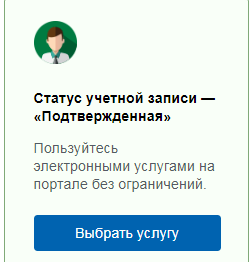 Статус учетной записи —
«Подтвержденная»
Пользуйтесь
электронными услугами на
портале без ограничений.
Выбрать услугу